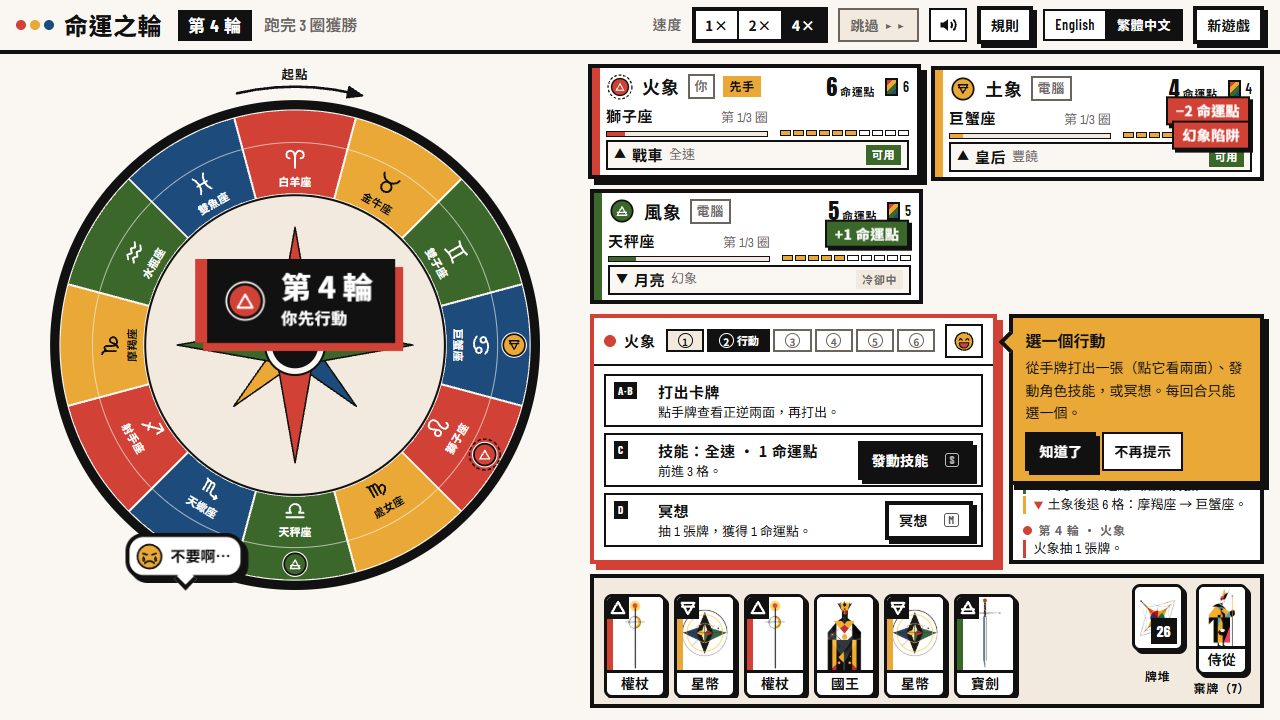 命運之輪
第 4 輪
跑完 3 圈獲勝
速度
1×
2×
4×
跳過 ▸ ▸
規則
English
繁體中文
新遊戲
起點
白羊座
金牛座
雙子座
巨蟹座
獅子座
處女座
天秤座
天蠍座
射手座
摩羯座
水瓶座
雙魚座
第 4 輪
你先行動
不要啊⋯
火象
你
先手
6 命運點
6
獅子座
第 1/3 圈
▲ 戰車 全速
可用
土象
電腦
4 命運點
4
−2 命運點
巨蟹座
第 1/3 圈
幻象陷阱
▲ 皇后 豐饒
可用
風象
電腦
5 命運點
5
+1 命運點
天秤座
第 1/3 圈
▼ 月亮 幻象
冷卻中
火象
1
2 行動
3
4
5
6
A·B
打出卡牌
點手牌查看正逆兩面，再打出。
C
技能：全速 · 1 命運點
前進 3 格。
發動技能 S
D
冥想
抽 1 張牌，獲得 1 命運點。
冥想 M
選一個行動
從手牌打出一張（點它看兩面）、發
動角色技能，或冥想。每回合只能
選一個。
知道了
不再提示
▼ 土象後退 6 格：摩羯座 → 巨蟹座。
第 4 輪 · 火象
火象抽 1 張牌。
權杖
星幣
權杖
國王
星幣
寶劍
26
牌堆
侍從
棄牌（7）